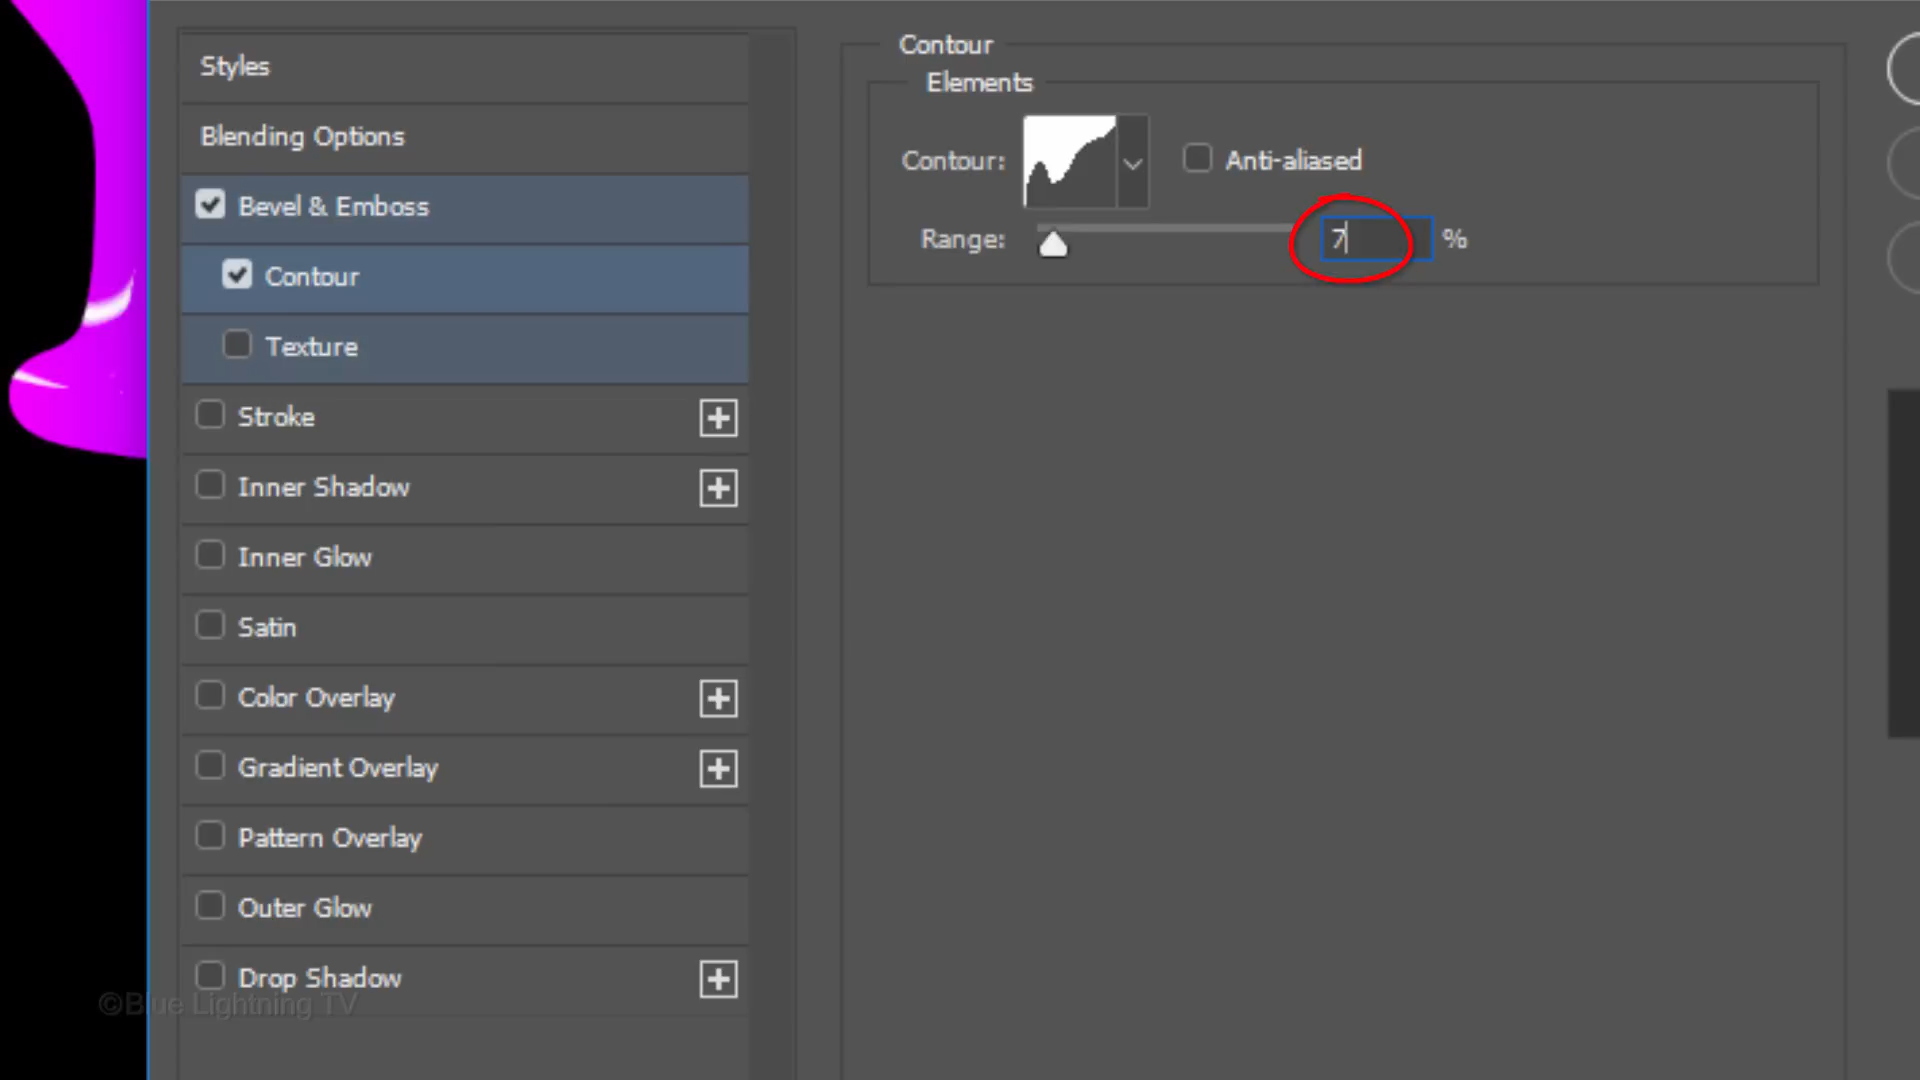 Styles
Blending Options
Bevel & Emboss
Contour
Texture
Stroke
Inner Shadow
Inner Glow
Satin
Color Overlay
Gradient Overlay
Pattern Overlay
Outer Glow
Drop Shadow
©Blue Lightning TV
Contour
Elements
Contour:
Anti-aliased
Range: 7 %